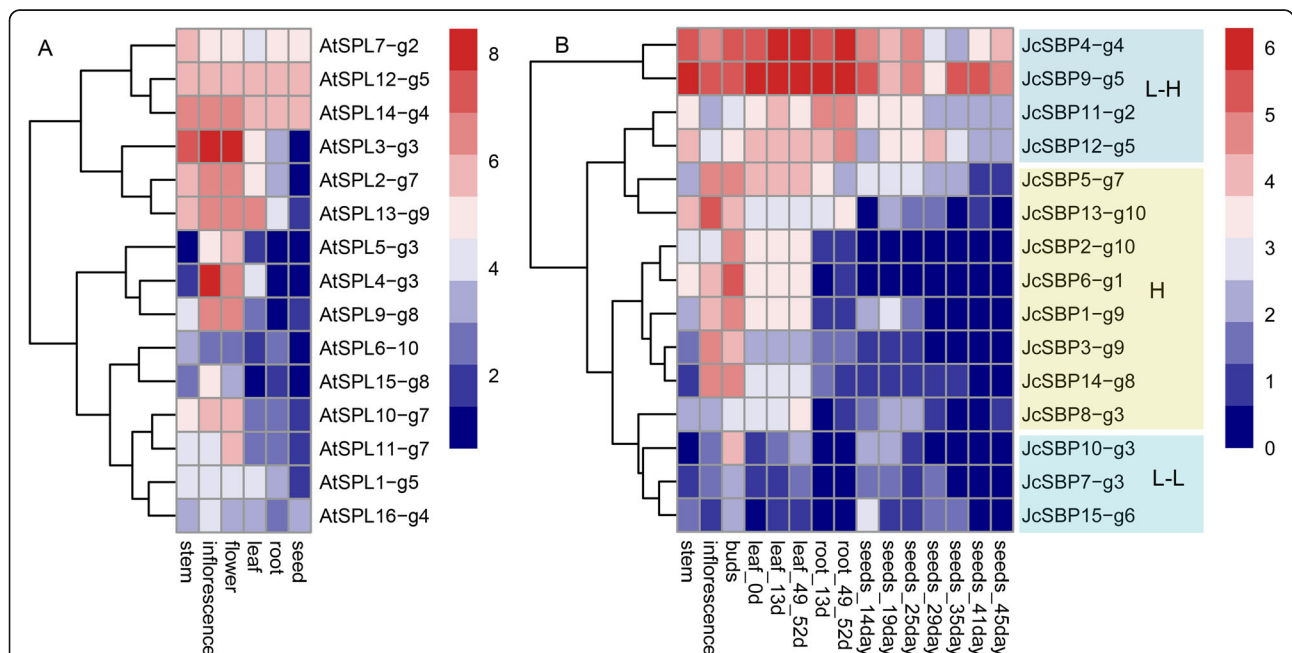 A
AtSPL7-g2
AtSPL12-g5
AtSPL14-g4
AtSPL3-g3
AtSPL2-g7
AtSPL13-g9
AtSPL5-g3
AtSPL4-g3
AtSPL9-g8
AtSPL6-10
AtSPL15-g8
AtSPL10-g7
AtSPL11-g7
AtSPL1-g5
AtSPL16-g4
stem
inflorescence
flower
leaf
root
seed
8
6
4
2
B
JcSBP4-g4
JcSBP9-g5
JcSBP11-g2
JcSBP12-g5
JcSBP5-g7
JcSBP13-g10
JcSBP2-g10
JcSBP6-g1
JcSBP1-g9
JcSBP3-g9
JcSBP14-g8
JcSBP8-g3
JcSBP10-g3
JcSBP7-g3
JcSBP15-g6
L-H
H
L-L
stem
inflorescence
buds
leaf_0d
leaf_13d
leaf_49_52d
root_13d
root_49_52d
seeds_14day
seeds_19day
seeds_25day
seeds_29day
seeds_35day
seeds_41day
seeds_45day
6
5
4
3
2
1
0